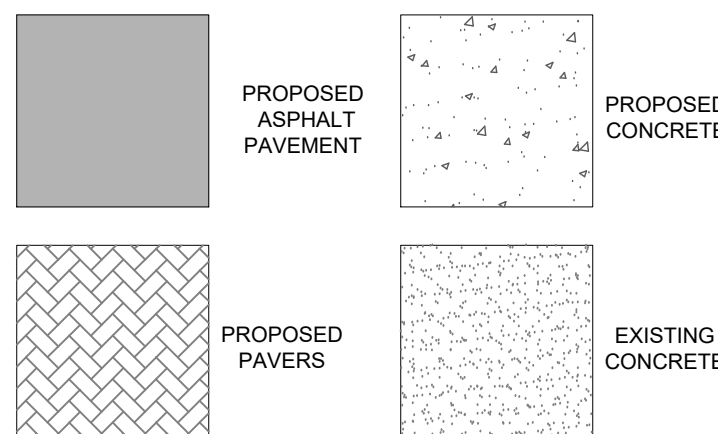 PROPOSED
ASPHALT
PAVEMENT
PROPOSED
CONCRETE
PROPOSED
PAVERS
EXISTING
CONCRETE